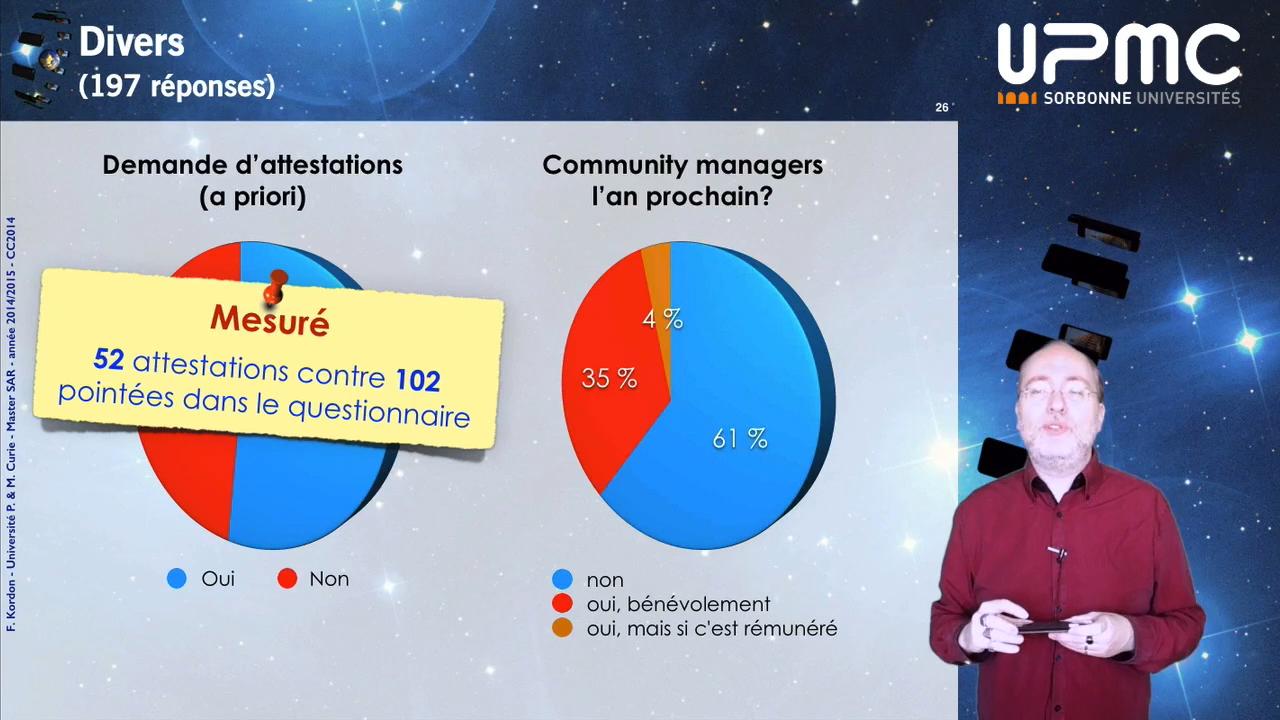 Divers
(197 réponses)
UPMC
SORBONNE UNIVERSITÉS
26
F. Kordon - Université P. & M. Curie - Master SAR - année 2014/2015 - CC2014
Demande d’attestations
(a priori)
Mesuré
52 attestations contre 102
pointées dans le questionnaire
Oui
Non
Community managers
l’an prochain?
4 %
35 %
61 %
non
oui, bénévolement
oui, mais si c'est rémunéré